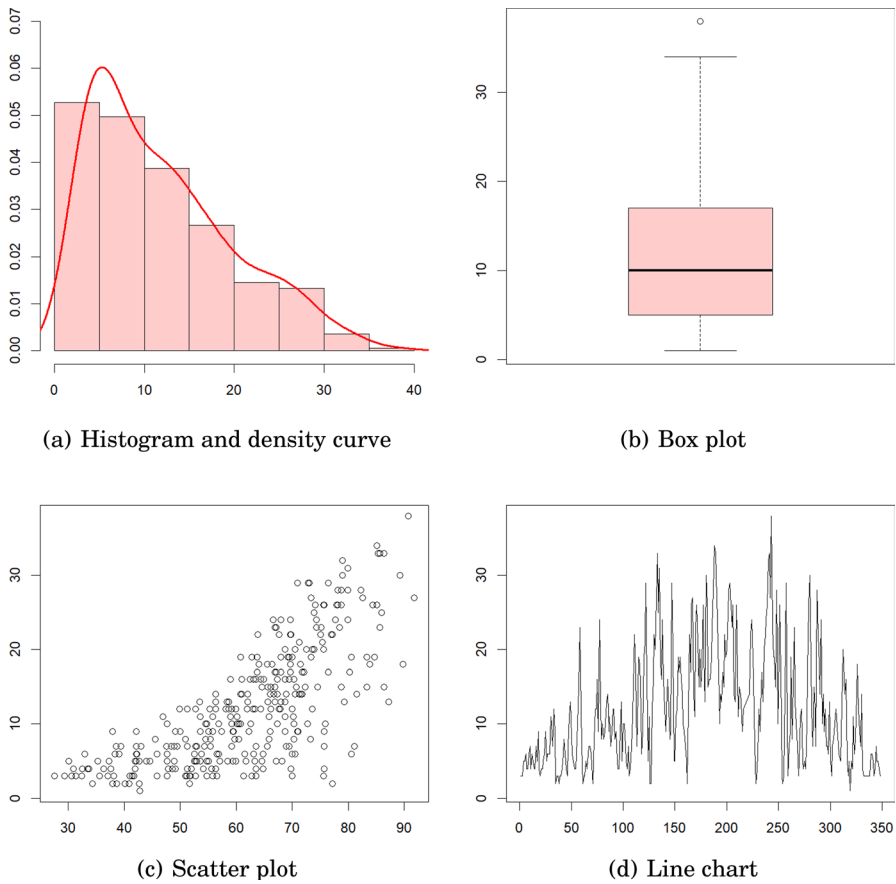 0.00 0.01 0.02 0.03 0.04 0.05 0.06 0.07
0 10 20 30 40
(a) Histogram and density curve
0 10 20 30
(b) Box plot
0 10 20 30
30 40 50 60 70 80 90
(c) Scatter plot
0 10 20 30
0 50 100 150 200 250 300 350
(d) Line chart